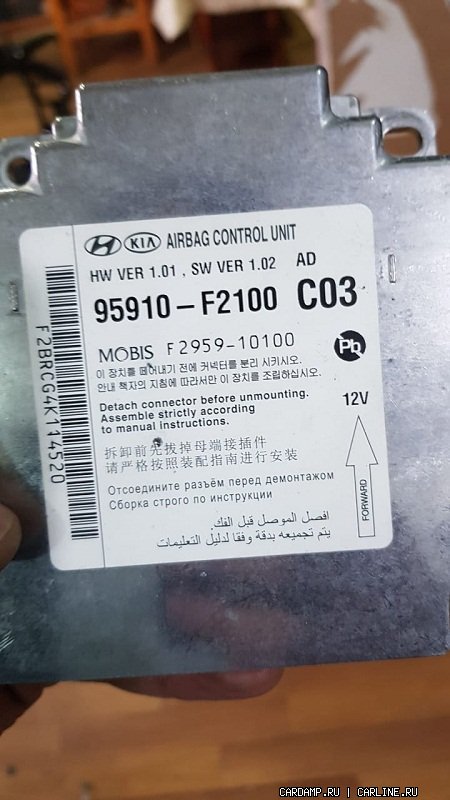 HYUNDAI KIA AIRBAG CONTROL UNIT
HW VER 1.01 , SW VER 1.02 AD
95910-F2100 C03
MOBIS F2959-10100
이 장치를 떼어내기 전에 커넥터를 분리 시키시오.
안내 책자의 지침에 따라서만 이 장치를 조립하십시오.
Pb
Detach connector before unmounting.
Assemble strictly according
to manual instructions.
12V
拆卸前先拔掉母端接插件
请严格按照装配指南进行安装
Отсоедините разъём перед демонтажом
Сборка строго по инструкции
افصل الموصل قبل الفك.
يتم تجميعه بدقة وفقا لدليل التعليمات
FORWARD
F2BRCG4K174520
CARDAMP.RU | CARLINE.RU